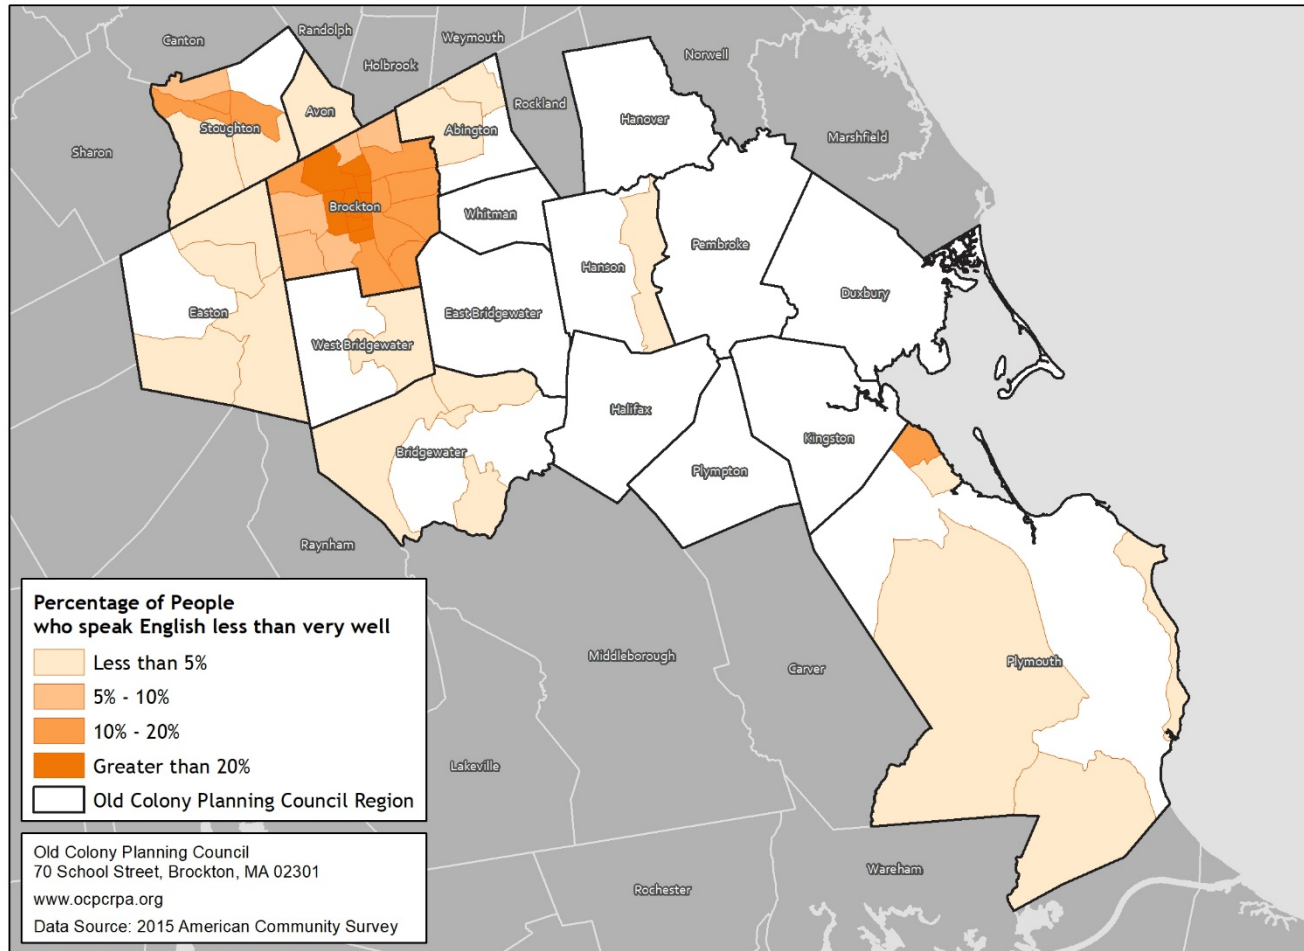 Canton
Randolph
Weymouth
Holbrook
Norwell
Rockland
Avon
Abington
Hanover
Stoughton
Marshfield
Sharon
Brockton
Whitman
Pembroke
Hanson
Duxbury
Easton
East Bridgewater
West Bridgewater
Halifax
Kingston
Bridgewater
Plympton
Raynham
Middleborough
Carver
Plymouth
Lakeville
Wareham
Rochester
Percentage of People
who speak English less than very well
Less than 5%
5% - 10%
10% - 20%
Greater than 20%
Old Colony Planning Council Region
Old Colony Planning Council
70 School Street, Brockton, MA 02301
www.ocpcrpa.org
Data Source: 2015 American Community Survey